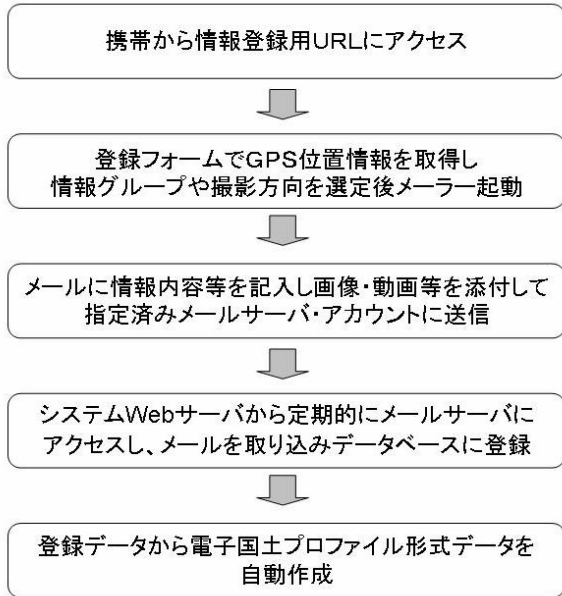 携帯から情報登録用URLにアクセス
登録フォームでGPS位置情報を取得し
情報グループや撮影方向を選定後メーラー起動
メールに情報内容等を記入し画像・動画等を添付して
指定済みメールサーバ・アカウントに送信
システムWebサーバから定期的にメールサーバに
アクセスし、メールを取り込みデータベースに登録
登録データから電子国土プロファイル形式データを
自動作成